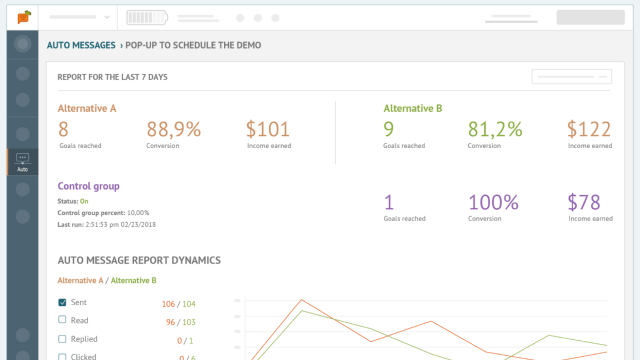 AUTO MESSAGES › POP-UP TO SCHEDULE THE DEMO
REPORT FOR THE LAST 7 DAYS
Alternative A
8 88,9% $101
Goals reached Conversion Income earned
Alternative B
9 81,2% $122
Goals reached Conversion Income earned
Auto
Control group
Status: On
Control group percent: 10,00%
Last run: 2:51:53 pm 02/23/2018
1 100% $78
Goals reached Conversion Income earned
AUTO MESSAGE REPORT DYNAMICS
Alternative A / Alternative B
Sent 106 / 104
Read 96 / 103
Replied 0 / 1
Clicked 0 / 6